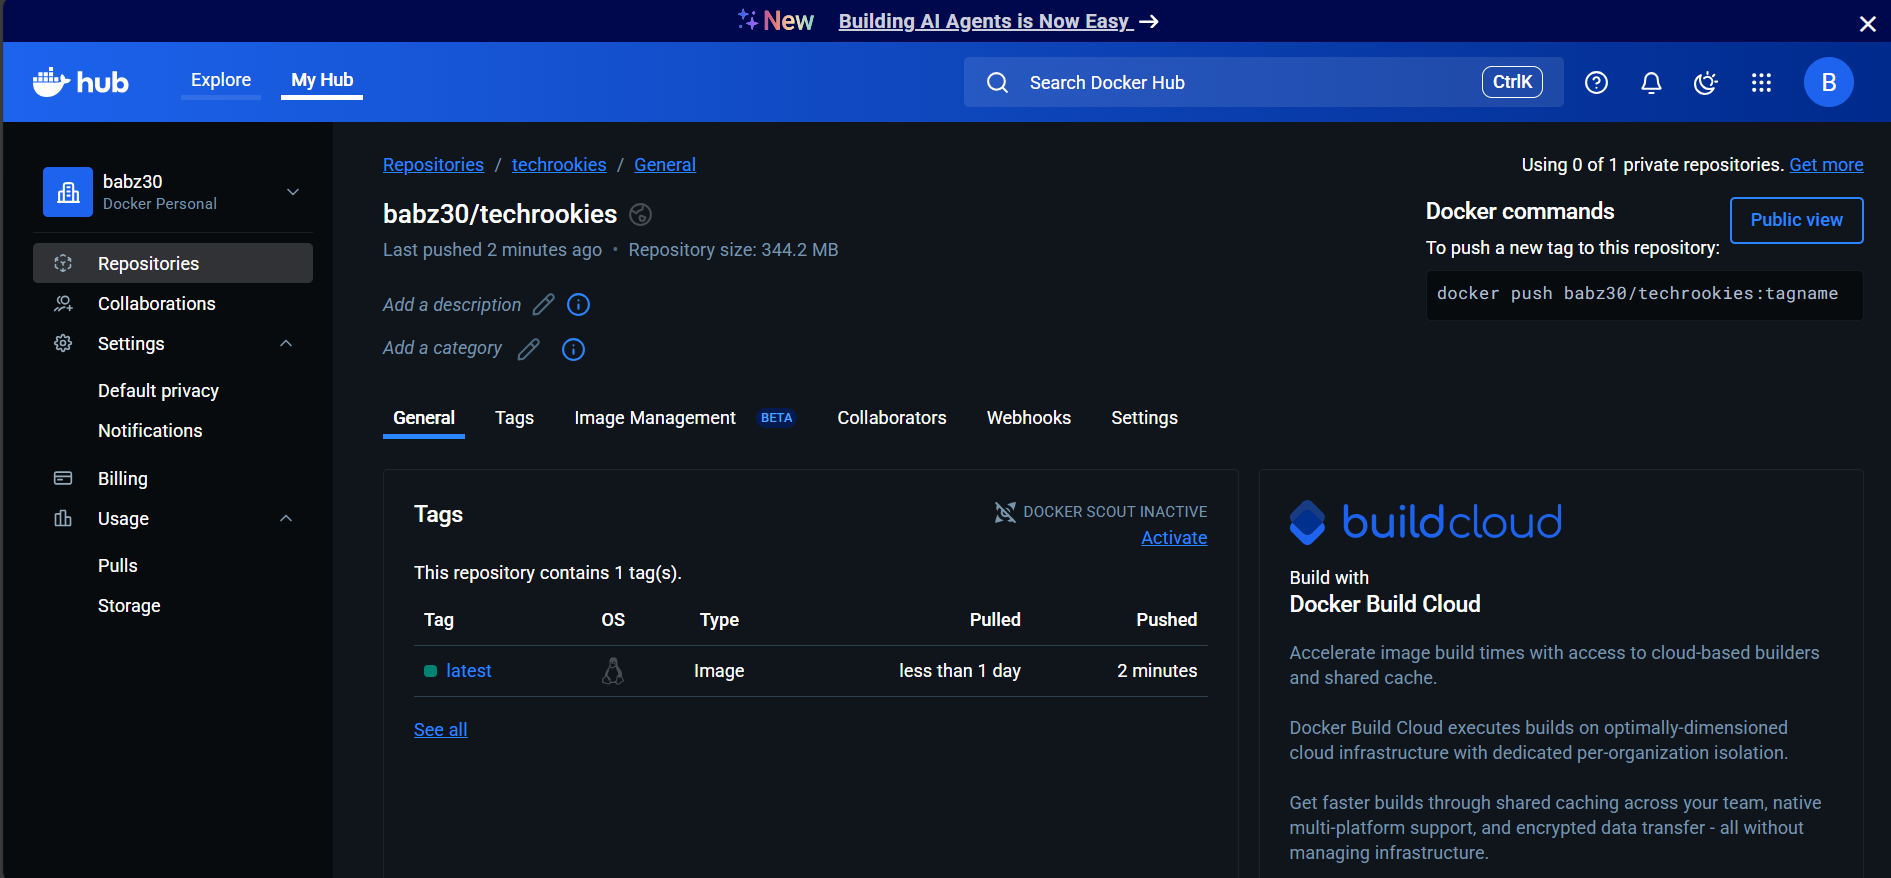 New Building AI Agents is Now Easy
hub Explore My Hub Search Docker Hub CtrlK B
babz30
Docker Personal
Repositories
Collaborations
Settings
Default privacy
Notifications
Billing
Usage
Pulls
Storage
Repositories / techrookies / General
Using 0 of 1 private repositories. Get more
babz30/techrookies
Last pushed 2 minutes ago • Repository size: 344.2 MB
Add a description
Add a category
Docker commands
Public view
To push a new tag to this repository:
docker push babz30/techrookies:tagname
General Tags Image Management BETA Collaborators Webhooks Settings
Tags
DOCKER SCOUT INACTIVE
Activate
This repository contains 1 tag(s).
Tag OS Type Pulled Pushed
latest Image less than 1 day 2 minutes
See all
buildcloud
Build with
Docker Build Cloud
Accelerate image build times with access to cloud-based builders
and shared cache.
Docker Build Cloud executes builds on optimally-dimensioned
cloud infrastructure with dedicated per-organization isolation.
Get faster builds through shared caching across your team, native
multi-platform support, and encrypted data transfer - all without
managing infrastructure.